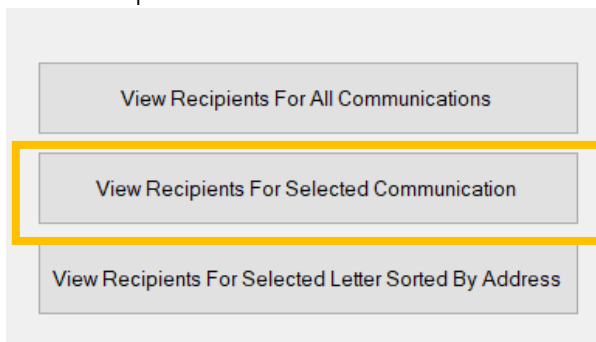 View Recipients For All Communications
View Recipients For Selected Communication
View Recipients For Selected Letter Sorted By Address